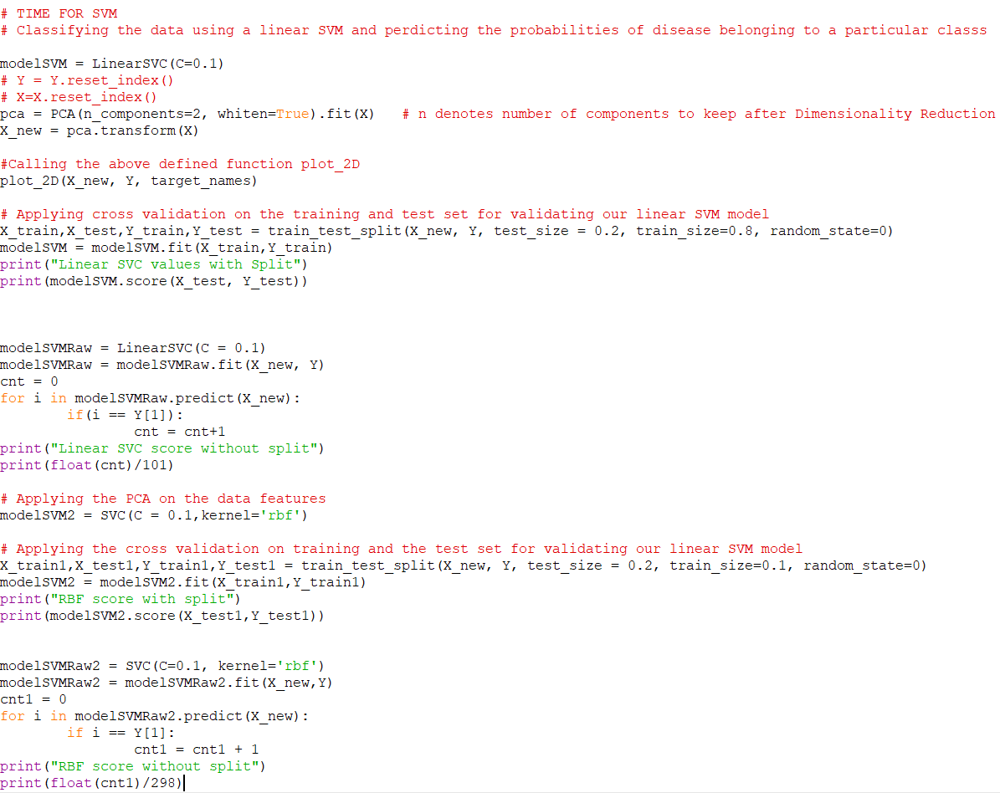 # TIME FOR SVM
# Classifying the data using a linear SVM and perdicting the probabilities of disease belonging to a particular classs
modelSVM = LinearSVC(C=0.1)
# Y = Y.reset_index()
# X=X.reset_index()
pca = PCA(n_components=2, whiten=True).fit(X)   # n denotes number of components to keep after Dimensionality Reduction
X_new = pca.transform(X)
#Calling the above defined function plot_2D
plot_2D(X_new, Y, target_names)
# Applying cross validation on the training and test set for validating our linear SVM model
X_train,X_test,Y_train,Y_test = train_test_split(X_new, Y, test_size = 0.2, train_size=0.8, random_state=0)
modelSVM = modelSVM.fit(X_train,Y_train)
print("Linear SVC values with Split")
print(modelSVM.score(X_test, Y_test))
modelSVMRaw = LinearSVC(C = 0.1)
modelSVMRaw = modelSVMRaw.fit(X_new, Y)
cnt = 0
for i in modelSVMRaw.predict(X_new):
        if(i == Y[1]):
                cnt = cnt+1
print("Linear SVC score without split")
print(float(cnt)/101)
# Applying the PCA on the data features
modelSVM2 = SVC(C = 0.1,kernel='rbf')
# Applying the cross validation on training and the test set for validating our linear SVM model
X_train1,X_test1,Y_train1,Y_test1 = train_test_split(X_new, Y, test_size = 0.2, train_size=0.1, random_state=0)
modelSVM2 = modelSVM2.fit(X_train1,Y_train1)
print("RBF score with split")
print(modelSVM2.score(X_test1,Y_test1))
modelSVMRaw2 = SVC(C=0.1, kernel='rbf')
modelSVMRaw2 = modelSVMRaw2.fit(X_new,Y)
cnt1 = 0
for i in modelSVMRaw2.predict(X_new):
        if i == Y[1]:
                cnt1 = cnt1 + 1
print("RBF score without split")
print(float(cnt1)/298)